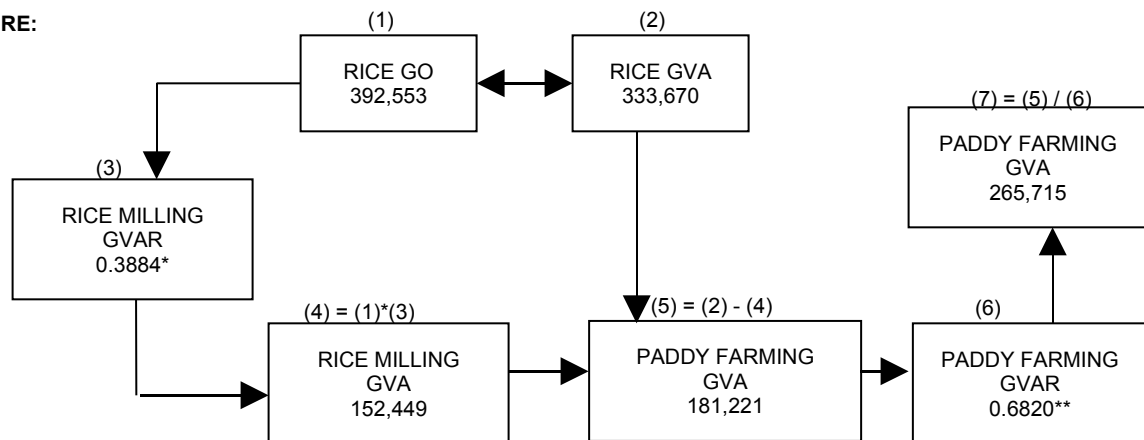 RE:
(1)
RICE GO
392,553
(2)
RICE GVA
333,670
(3)
RICE MILLING
GVAR
0.3884*
(4) = (1)*(3)
RICE MILLING
GVA
152,449
(5) = (2) - (4)
PADDY FARMING
GVA
181,221
(6)
PADDY FARMING
GVAR
0.6820**
(7) = (5) / (6)
PADDY FARMING
GVA
265,715